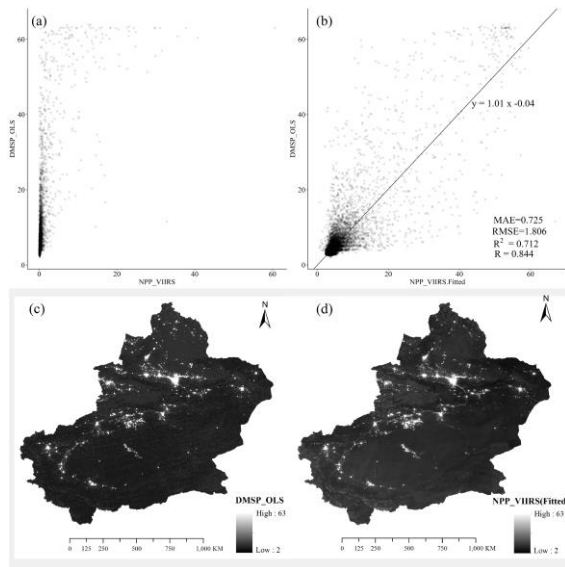 (a)
60
40
20
0
DMSP_OLS
0
20
40
60
NPP_VIIRS
(b)
60
40
20
0
DMSP_OLS
y = 1.01 x -0.04
MAE=0.725
RMSE=1.806
R² = 0.712
R = 0.844
0
10
20
30
40
50
60
NPP_VIIRS.Fitted
(c)
N
DMSP_OLS
High : 63
Low : 2
0 125 250 500 750 1,000 KM
(d)
N
NPP_VIIRS(Fitted
High : 63
Low : 2
0 125 250 500 750 1,000 KM